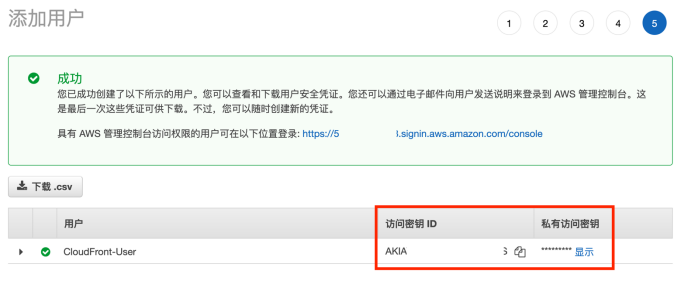 添加用户
1 2 3 4 5
成功
您已成功创建了以下所示的用户。您可以查看和下载用户安全凭证。您还可以通过电子邮件向用户发送说明来登录到 AWS 管理控制台。这
是最后一次这些凭证可供下载。不过，您可以随时创建新的凭证。
具有 AWS 管理控制台访问权限的用户可在以下位置登录: https://5 .signin.aws.amazon.com/console
下载 .csv
用户 访问密钥 ID 私有访问密钥
CloudFront-User AKIA ********* 显示